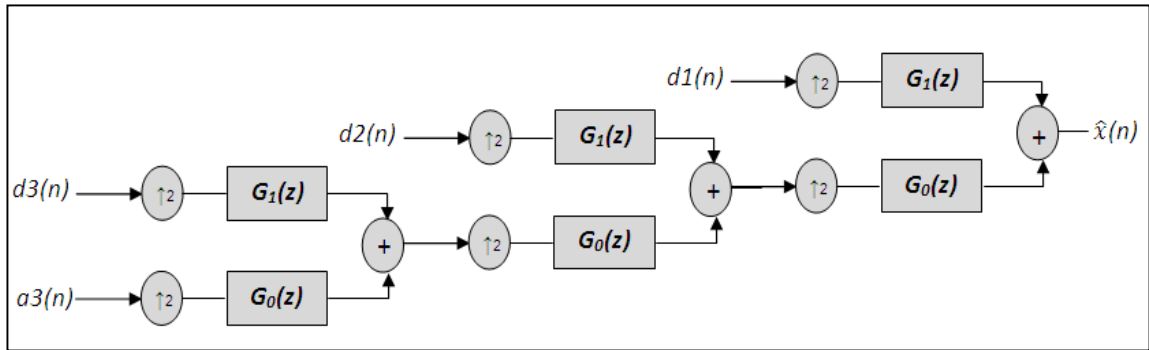 d1(n) ↑2 G₁(z)
+ x̂(n)
d2(n) ↑2 G₁(z)
+ ↑2 G₀(z)
d3(n) ↑2 G₁(z)
+ ↑2 G₀(z)
a3(n) ↑2 G₀(z)